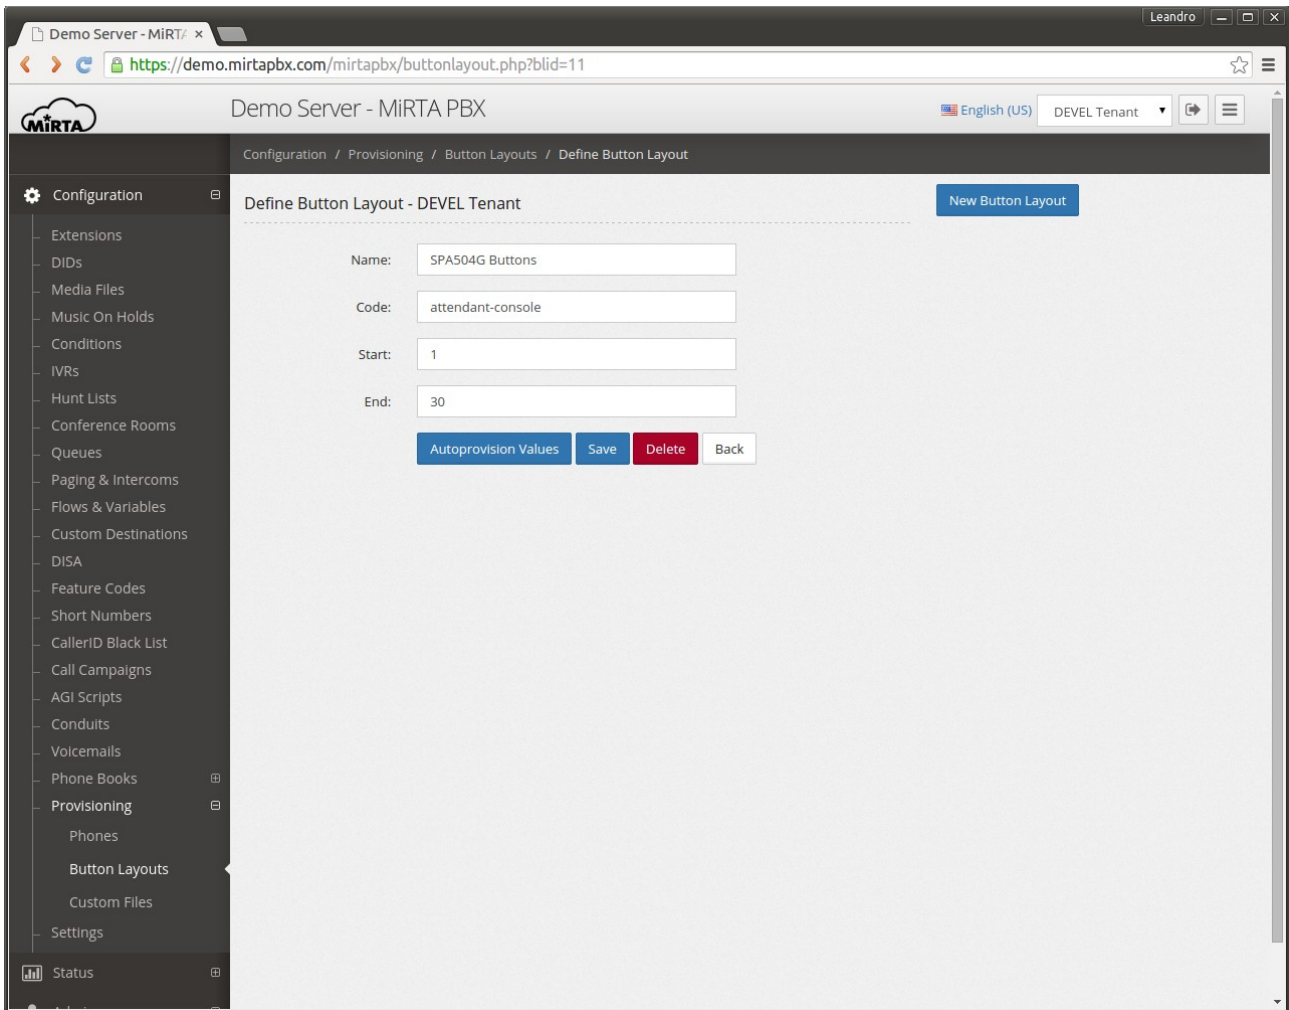 Leandro
Demo Server - MiRTA
https://demo.mirtapbx.com/mirtapbx/buttonlayout.php?blid=11
MiRTA
Demo Server - MiRTA PBX
English (US)
DEVEL Tenant
Configuration / Provisioning / Button Layouts / Define Button Layout
Configuration
Extensions
DIDs
Media Files
Music On Holds
Conditions
IVRs
Hunt Lists
Conference Rooms
Queues
Paging & Intercoms
Flows & Variables
Custom Destinations
DISA
Feature Codes
Short Numbers
CallerID Black List
Call Campaigns
AGI Scripts
Conduits
Voicemails
Phone Books
Provisioning
Phones
Button Layouts
Custom Files
Settings
Status
Define Button Layout - DEVEL Tenant
New Button Layout
Name: SPA504G Buttons
Code: attendant-console
Start: 1
End: 30
Autoprovision Values Save Delete Back